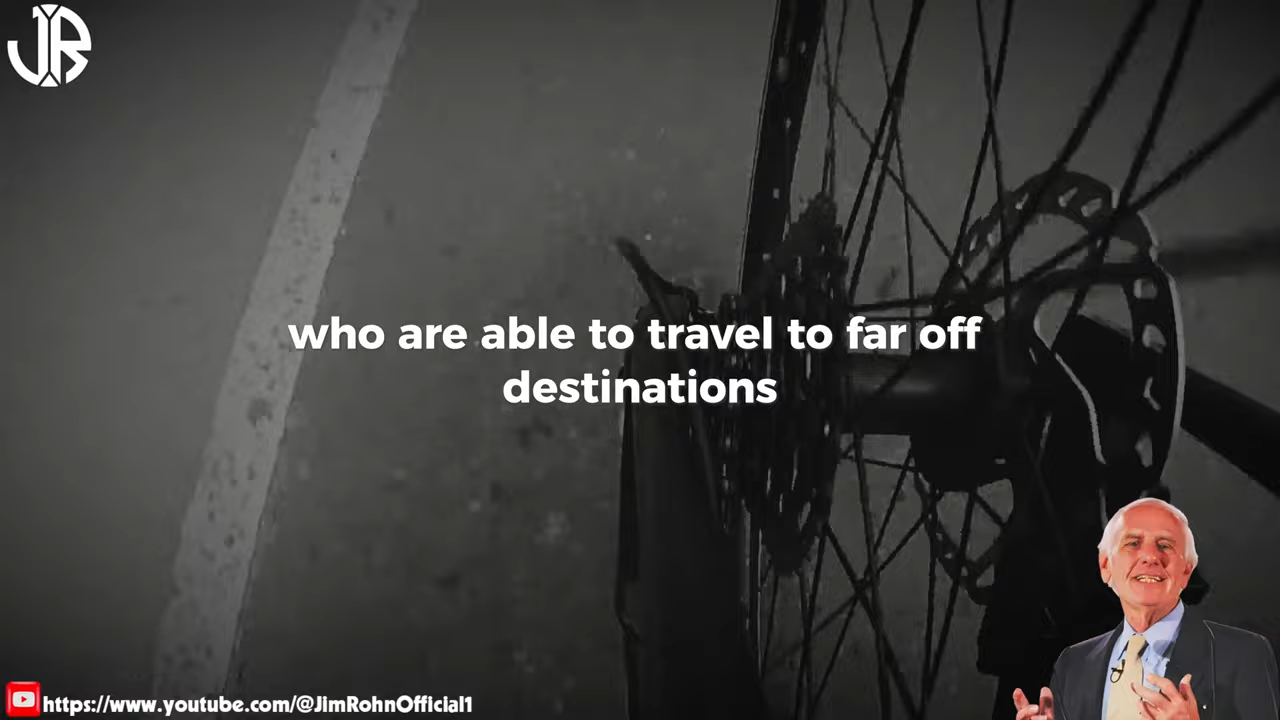 JR
who are able to travel to far off
destinations
https://www.youtube.com/@JimRohnOfficial1